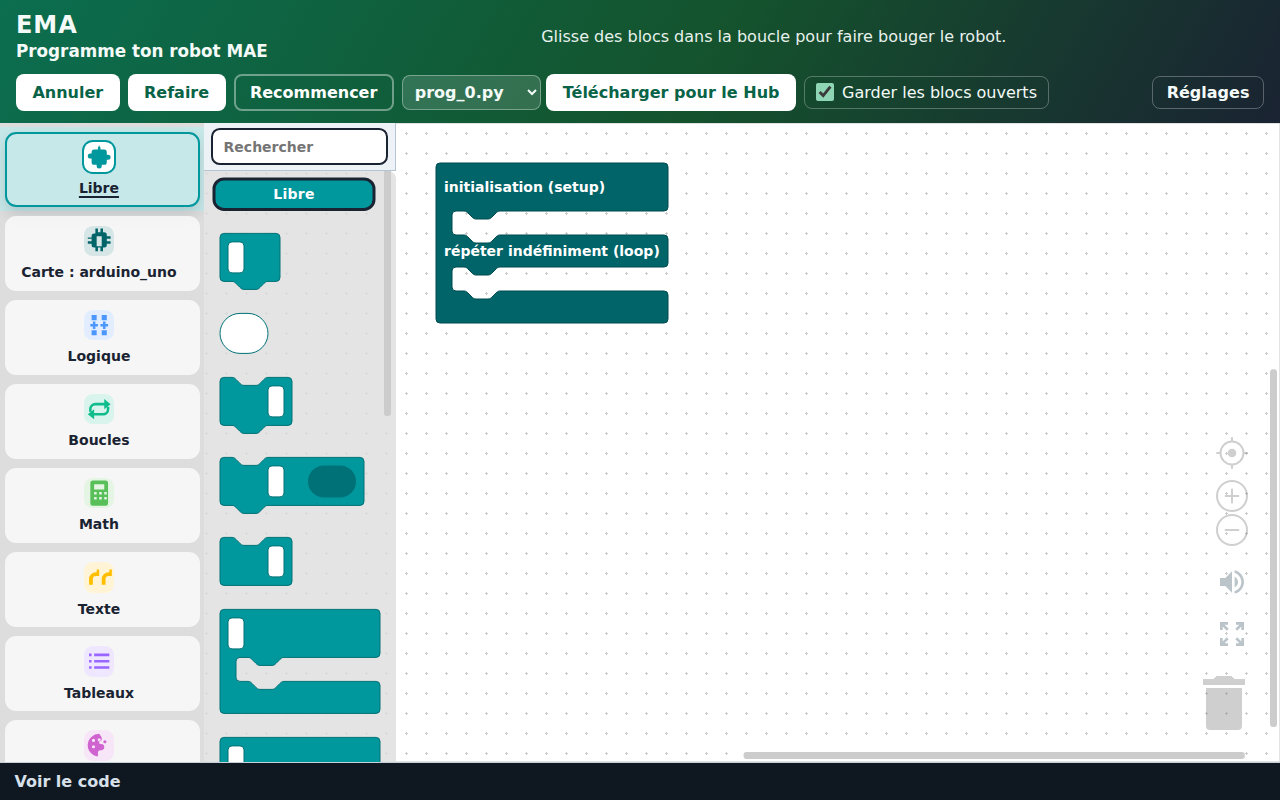 EMA
Programme ton robot MAE
Glisse des blocs dans la boucle pour faire bouger le robot.
Annuler
Refaire
Recommencer
prog_0.py
Télécharger pour le Hub
Garder les blocs ouverts
Réglages
Libre
Carte : arduino_uno
Logique
Boucles
Math
Texte
Tableaux
Rechercher
Libre
initialisation (setup)
répéter indéfiniment (loop)
Voir le code